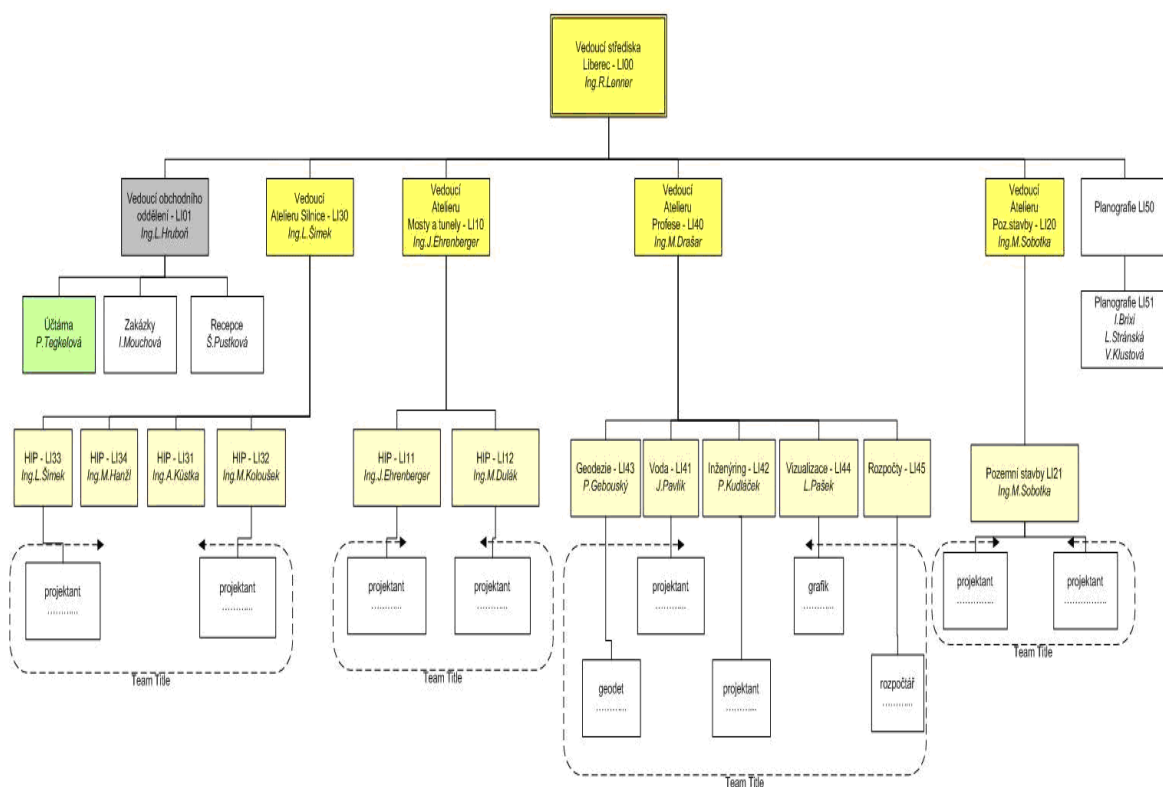 Vedoucí střediska
Liberec - LI00
Ing.R.Lenner
Vedoucí obchodního
oddělení - LI01
Ing.L.Hruboň
Vedoucí
Atelieru Silnice - LI30
Ing.L.Šimek
Vedoucí
Atelieru
Mosty a tunely - LI10
Ing.J.Ehrenberger
Vedoucí
Atelieru
Profese - LI40
Ing.M.Drašar
Vedoucí
Atelieru
Poz.stavby - LI20
Ing.M.Sobotka
Planografie LI50
Účtárna
P.Tegkelová
Zakázky
I.Mouchová
Recepce
Š.Pustková
Planografie LI51
I.Brixi
L.Stránská
V.Klustová
HIP - LI33
Ing.L.Šimek
HIP - LI34
Ing.M.Hanžl
HIP - LI31
Ing.A.Kůstka
HIP - LI32
Ing.M.Koloušek
HIP - LI11
Ing.J.Ehrenberger
HIP - LI12
Ing.M.Dulák
Geodezie - LI43
P.Gebouský
Voda - LI41
J.Pavlík
Inženýring - LI42
P.Kudláček
Vizualizace - LI44
L.Pašek
Rozpočty - LI45
Pozemní stavby LI21
Ing.M.Sobotka
projektant
............
projektant
............
projektant
............
projektant
............
projektant
............
grafik
............
projektant
............
projektant
............
Team Title
Team Title
Team Title
geodet
............
projektant
............
rozpočtář
............
Team Title